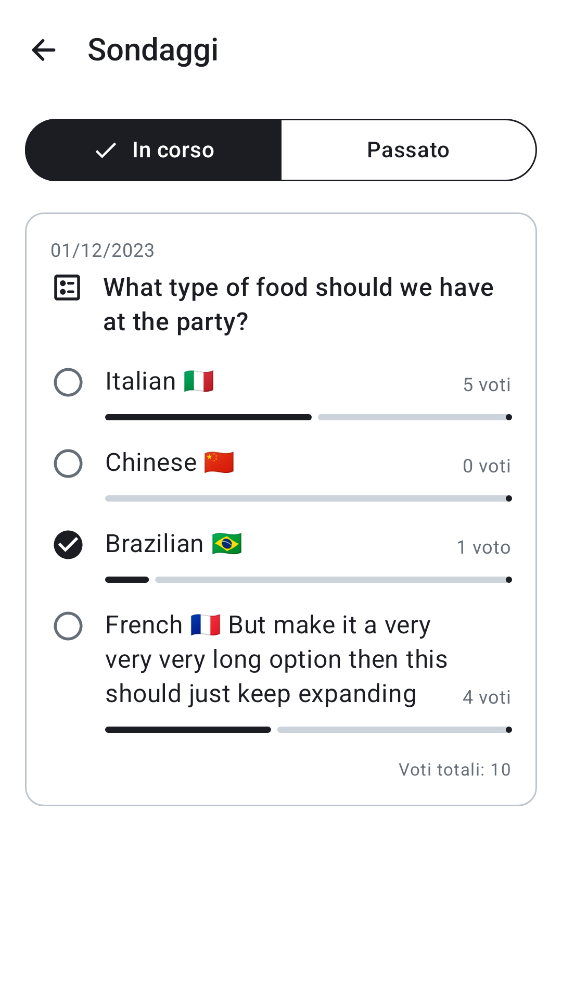 Sondaggi
In corso
Passato
01/12/2023
What type of food should we have
at the party?
Italian 🇮🇹
5 voti
Chinese 🇨🇳
0 voti
Brazilian 🇧🇷
1 voto
French 🇫🇷 But make it a very
very very long option then this
should just keep expanding
4 voti
Voti totali: 10